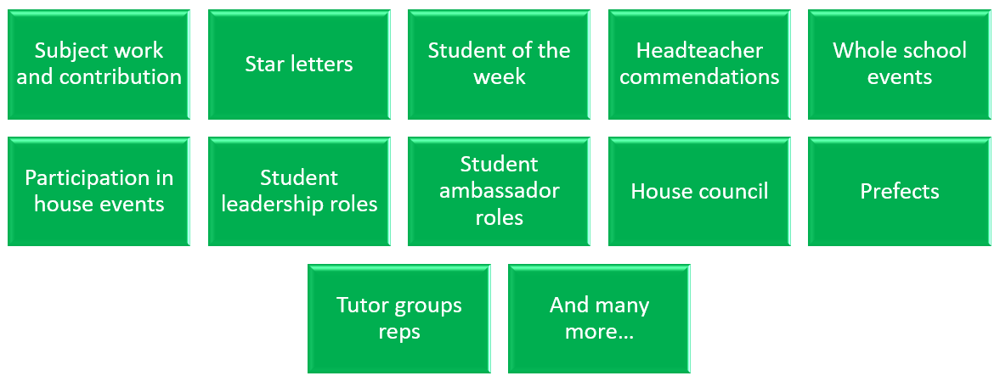 Subject work
and contribution
Star letters
Student of the
week
Headteacher
commendations
Whole school
events
Participation in
house events
Student
leadership roles
Student
ambassador
roles
House council
Prefects
Tutor groups
reps
And many
more…